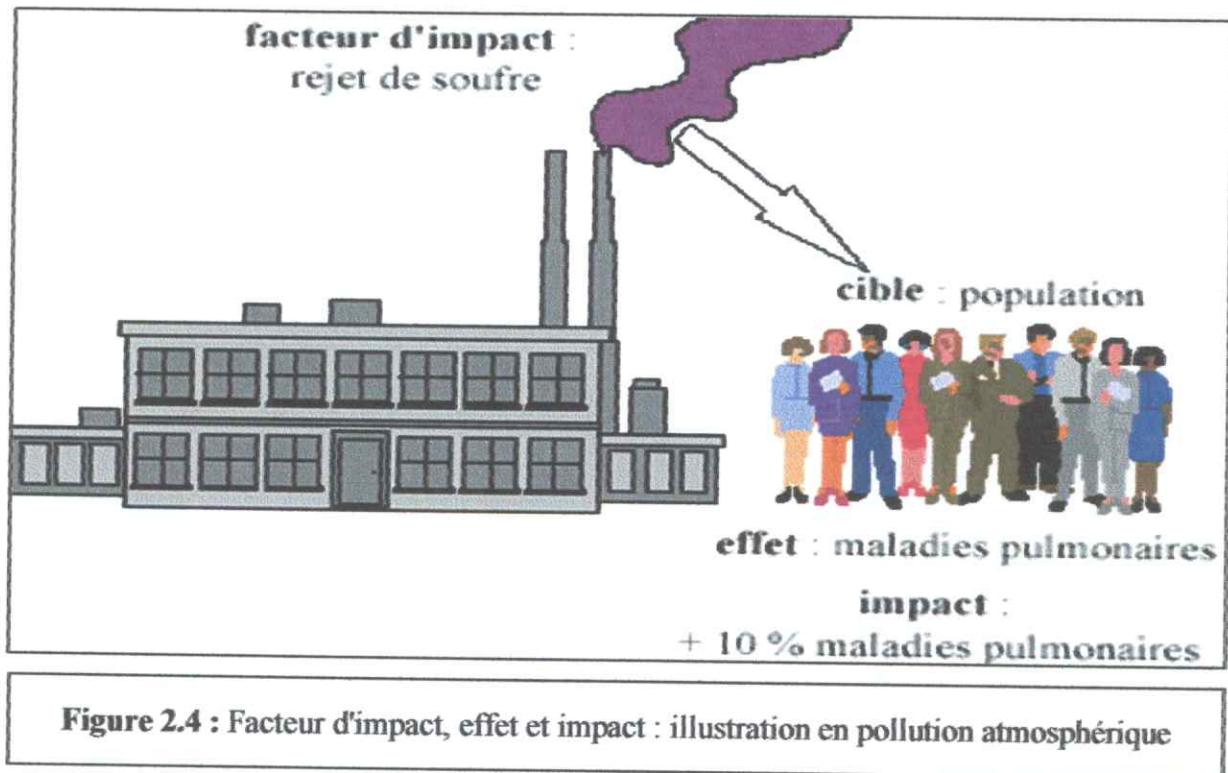 facteur d'impact :
rejet de soufre
cible : population
effet : maladies pulmonaires
impact :
+ 10 % maladies pulmonaires
Figure 2.4 : Facteur d'impact, effet et impact : illustration en pollution atmosphérique